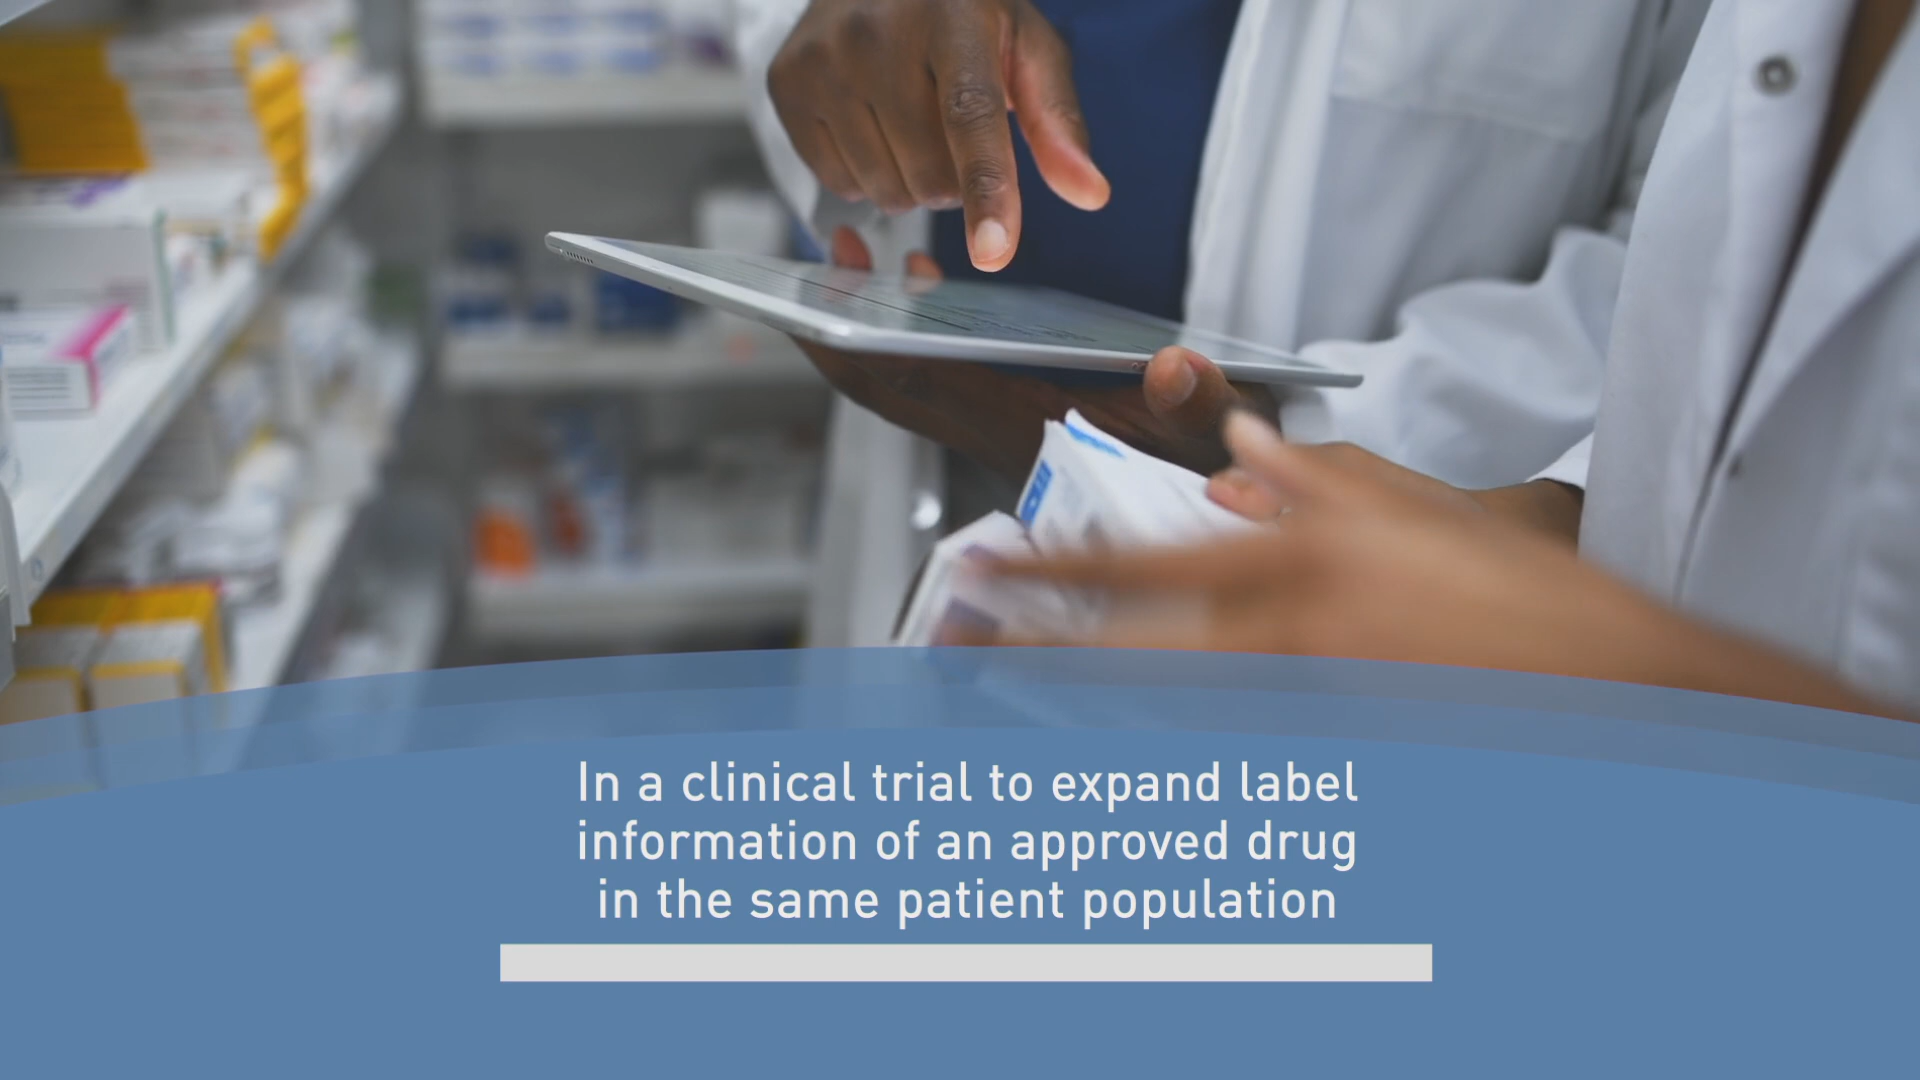 In a clinical trial to expand label
information of an approved drug
in the same patient population